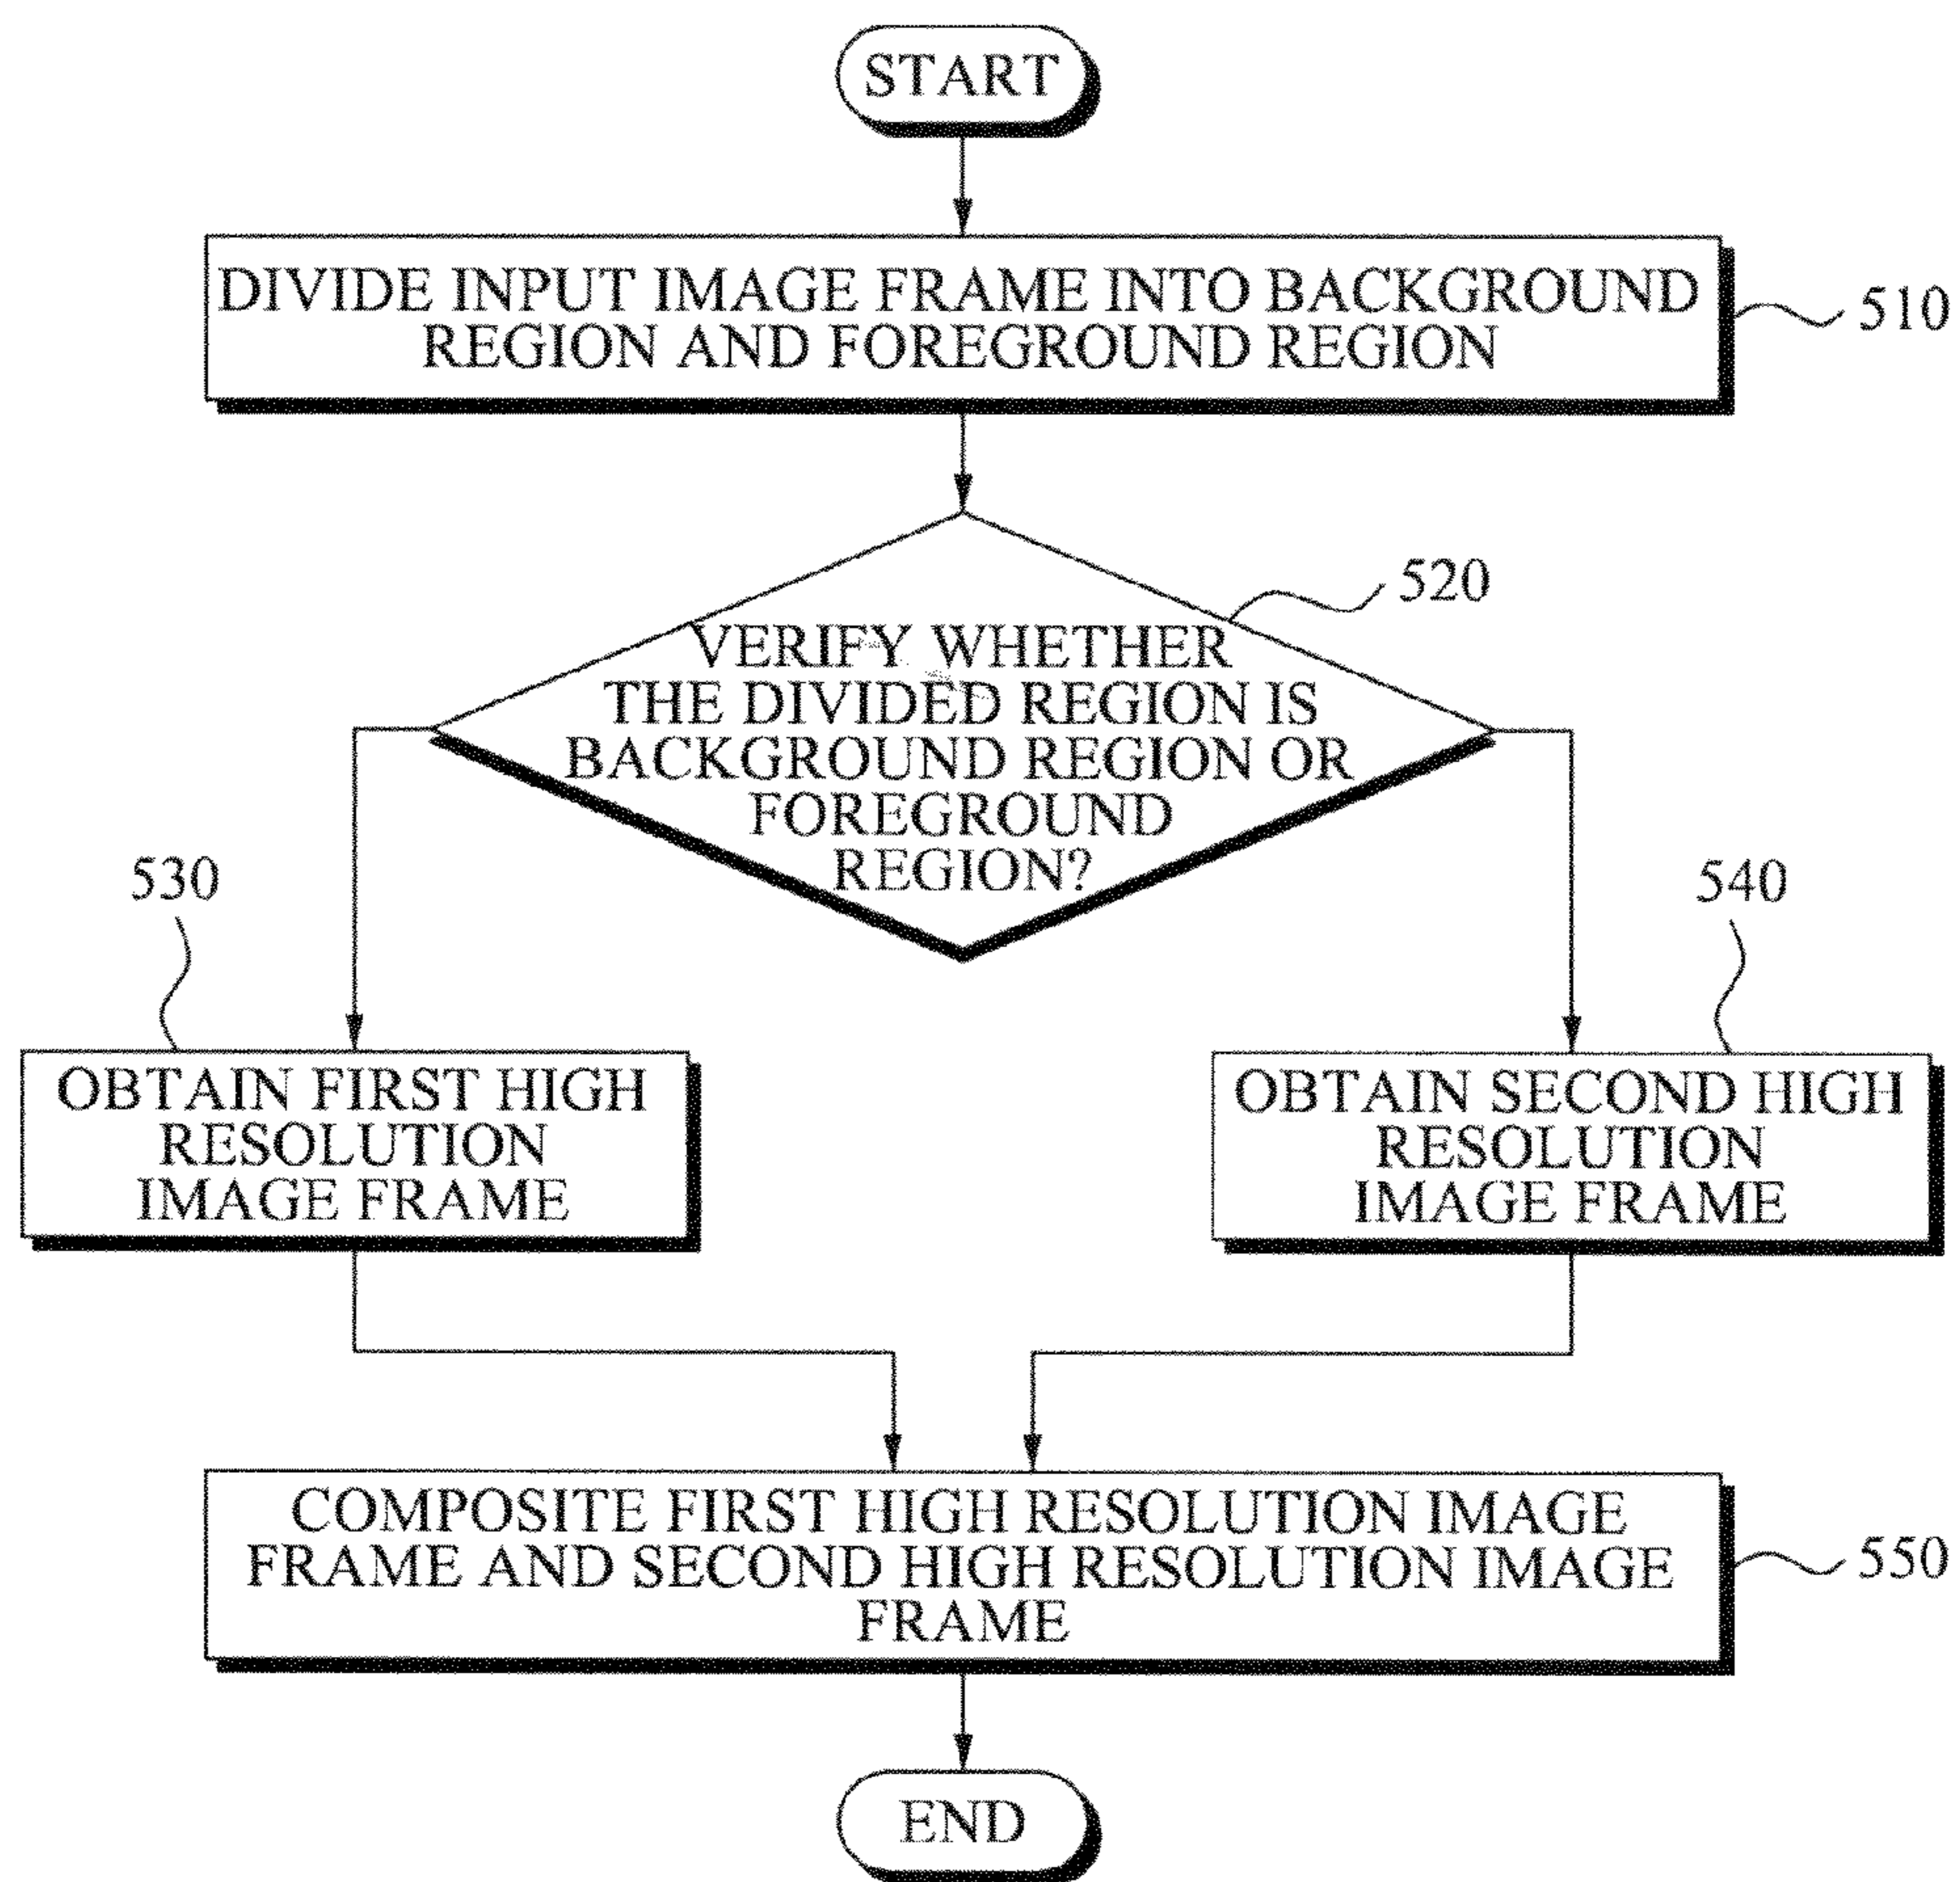 START
DIVIDE INPUT IMAGE FRAME INTO BACKGROUND
REGION AND FOREGROUND REGION
510
520
VERIFY WHETHER
THE DIVIDED REGION IS
BACKGROUND REGION OR
FOREGROUND
REGION?
530
540
OBTAIN FIRST HIGH
RESOLUTION
IMAGE FRAME
OBTAIN SECOND HIGH
RESOLUTION
IMAGE FRAME
COMPOSITE FIRST HIGH RESOLUTION IMAGE
FRAME AND SECOND HIGH RESOLUTION IMAGE
FRAME
550
END